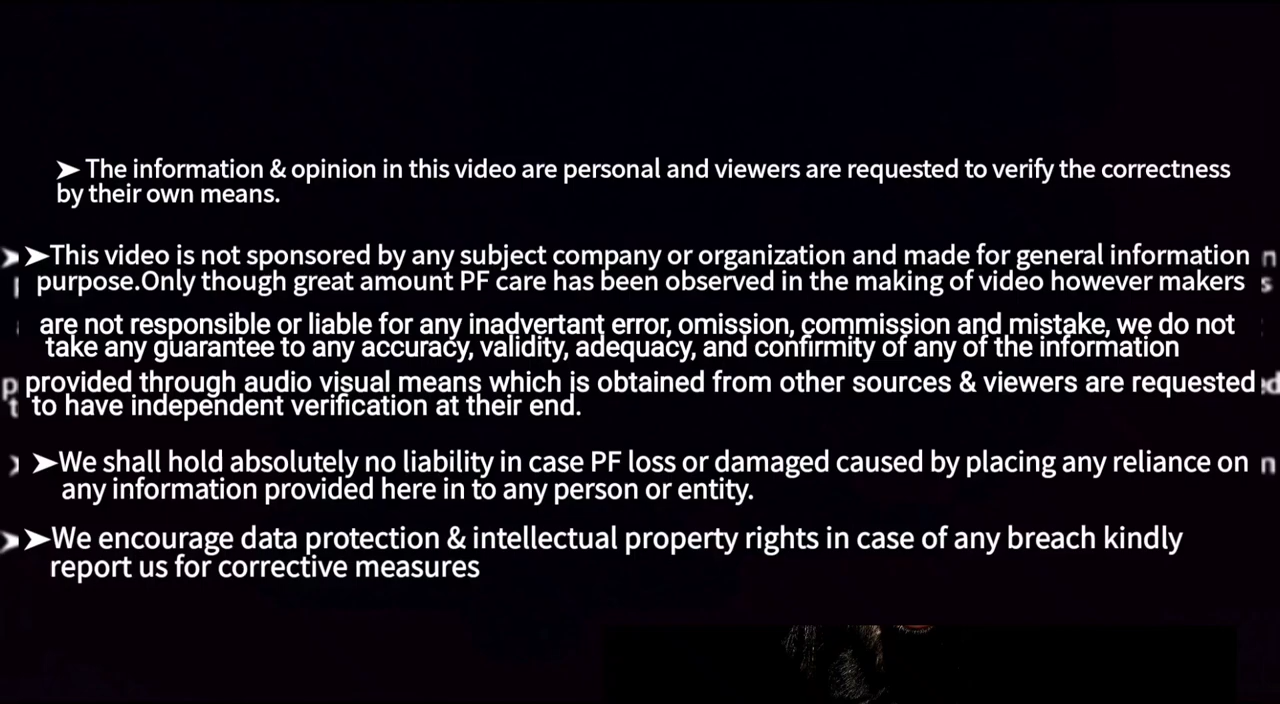 ➤ The information & opinion in this video are personal and viewers are requested to verify the correctness
by their own means.
➤This video is not sponsored by any subject company or organization and made for general information
purpose.Only though great amount PF care has been observed in the making of video however makers
are not responsible or liable for any inadvertant error, omission, commission and mistake, we do not
take any guarantee to any accuracy, validity, adequacy, and confirmity of any of the information
provided through audio visual means which is obtained from other sources & viewers are requested
to have independent verification at their end.
➤We shall hold absolutely no liability in case PF loss or damaged caused by placing any reliance on
any information provided here in to any person or entity.
➤We encourage data protection & intellectual property rights in case of any breach kindly
report us for corrective measures